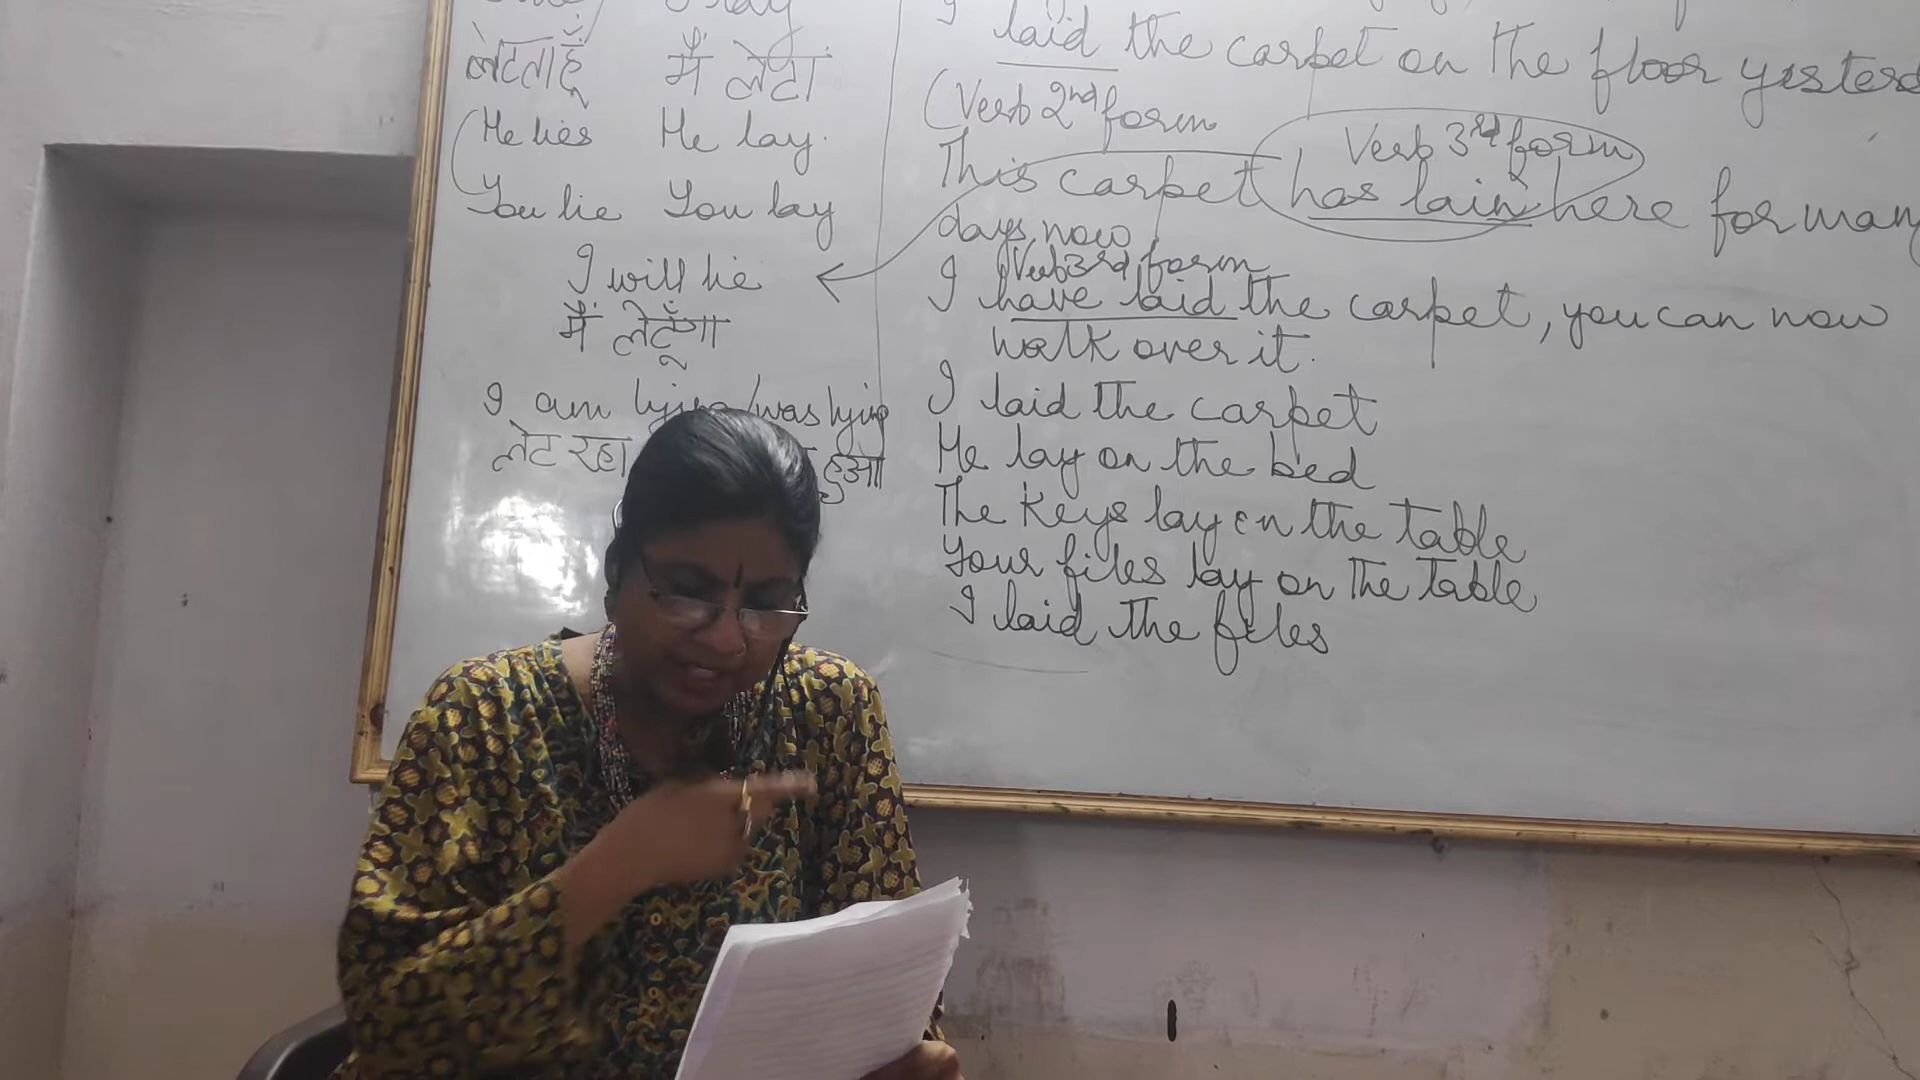 लेटता हूँ मैं लेटा
(He lies He lay.
You lie You lay
I will lie
मैं लेटूँगा
I am lying /was lying
लेट रहा हुआ
I
laid the carpet on the floor yesterd
(Verb 2nd form
Verb 3rd form
This carpet has lain here for many
days now
Verb 3rd form
I have laid the carpet, you can now
walk over it.
I laid the carpet
He lay on the bed
The Keys lay on the table
Your files lay on the table
I laid the files